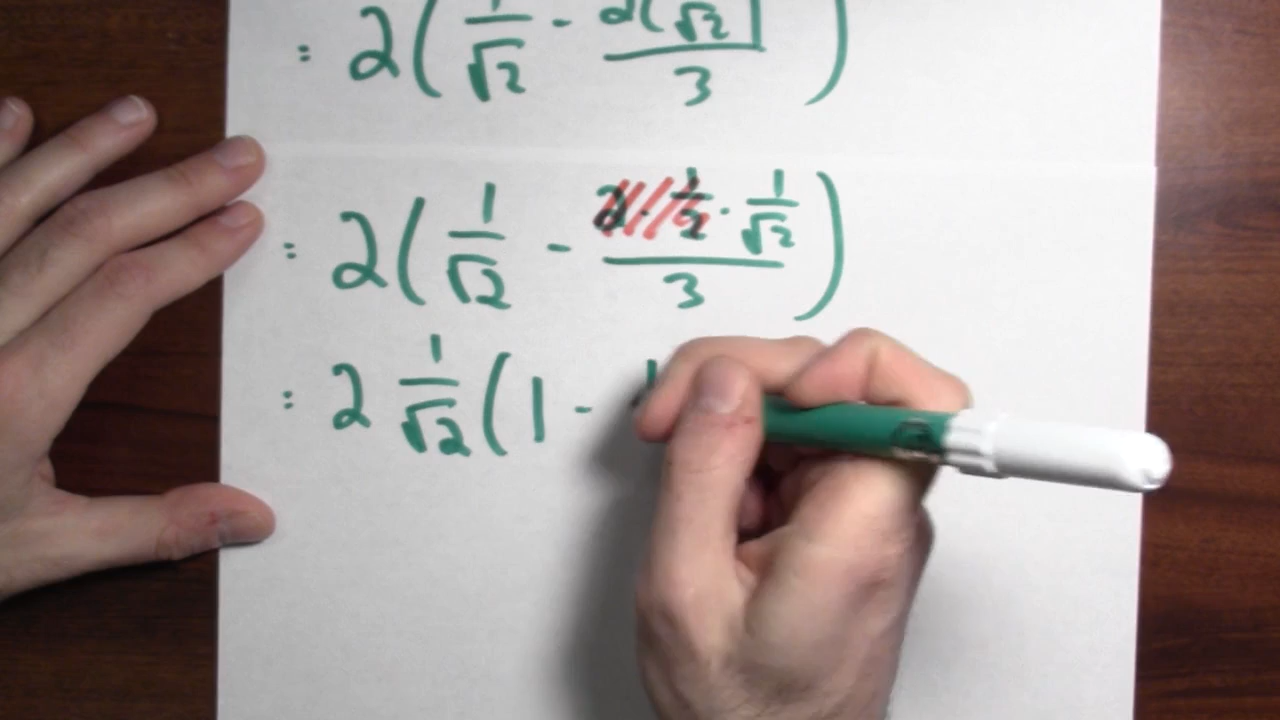 = 2(1/√2 - 2(√2]/3)
= 2(1/√2 - 2·1/2·1/√2/3)
= 2 1/√2(1 - 1